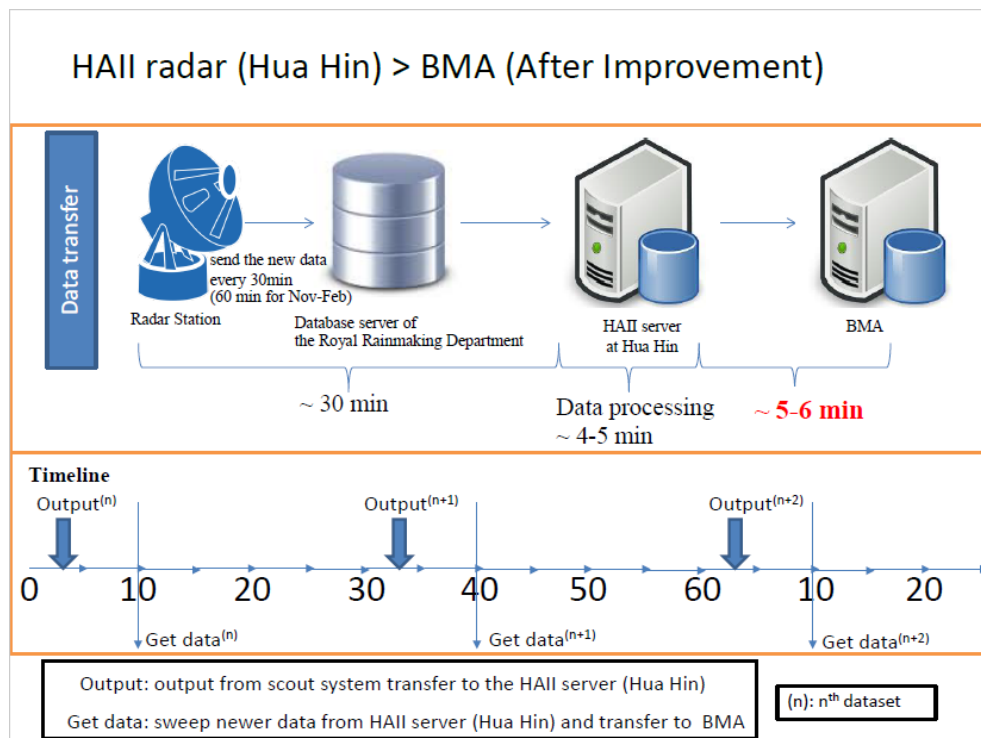 HAII radar (Hua Hin) > BMA (After Improvement)
Data transfer
send the new data
every 30min
(60 min for Nov-Feb)
Radar Station
Database server of
the Royal Rainmaking Department
HAII server
at Hua Hin
BMA
~ 30 min
Data processing
~ 4-5 min
~ 5-6 min
Timeline
Output(n)
Output(n+1)
Output(n+2)
0 10 20 30 40 50 60 10 20
Get data(n)
Get data(n+1)
Get data(n+2)
Output: output from scout system transfer to the HAII server (Hua Hin)
Get data: sweep newer data from HAII server (Hua Hin) and transfer to BMA
(n): nth dataset